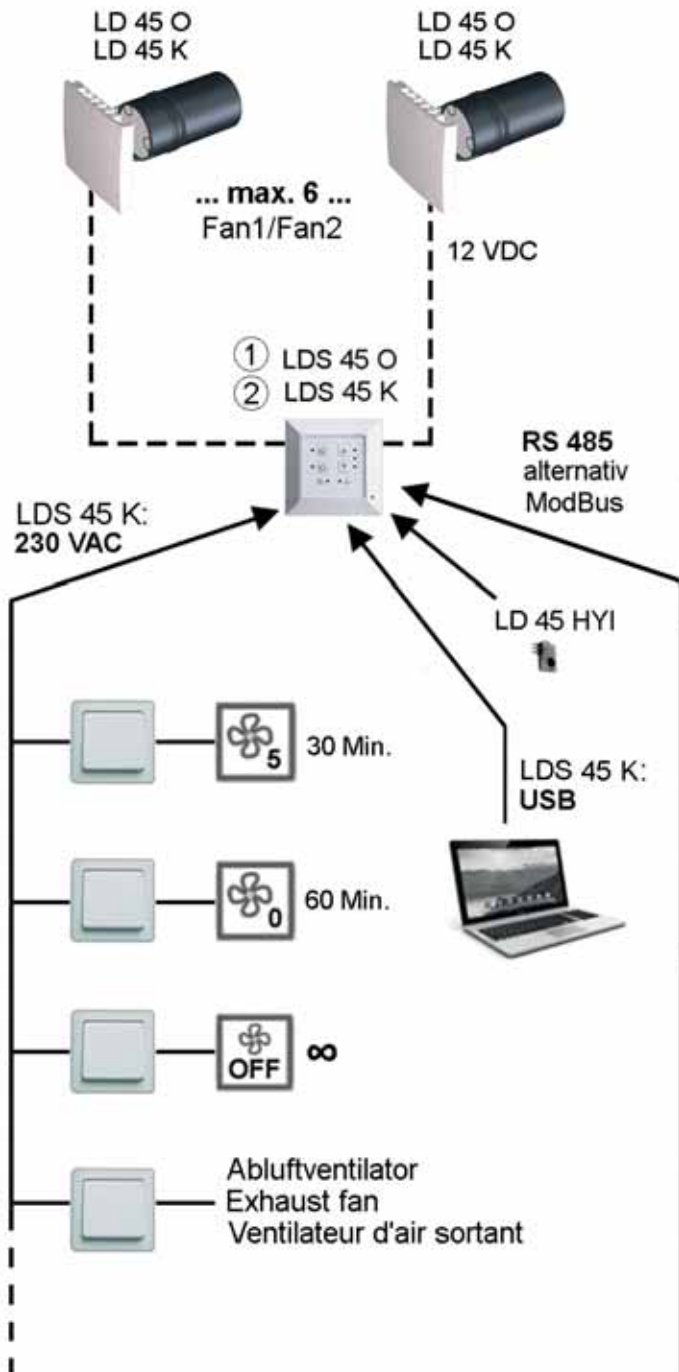 LD 45 O
LD 45 K
LD 45 O
LD 45 K
... max. 6 ...
Fan1/Fan2
12 VDC
① LDS 45 O
② LDS 45 K
RS 485
alternativ
ModBus
LDS 45 K:
230 VAC
LD 45 HYI
5 30 Min.
LDS 45 K:
USB
0 60 Min.
OFF ∞
Abluftventilator
Exhaust fan
Ventilateur d'air sortant